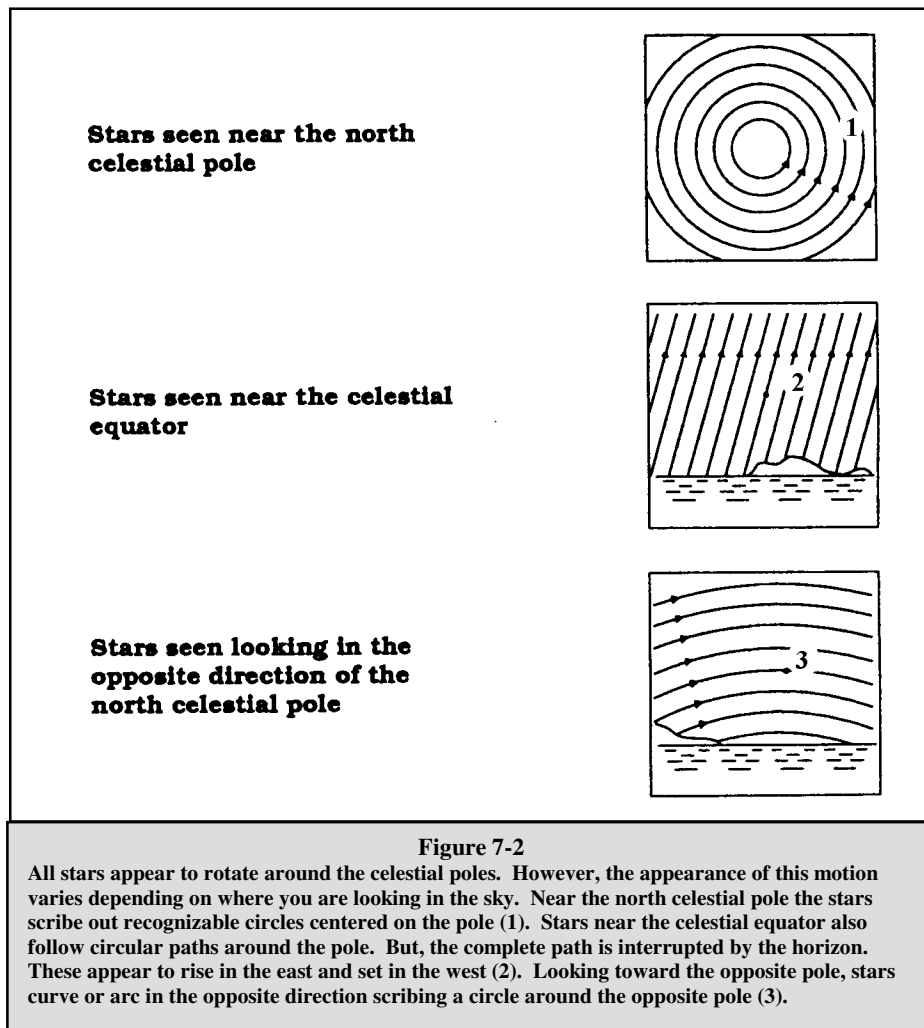 Stars seen near the north
celestial pole
1
Stars seen near the celestial
equator
2
Stars seen looking in the
opposite direction of the
north celestial pole
3
Figure 7-2
All stars appear to rotate around the celestial poles. However, the appearance of this motion
varies depending on where you are looking in the sky. Near the north celestial pole the stars
scribe out recognizable circles centered on the pole (1). Stars near the celestial equator also
follow circular paths around the pole. But, the complete path is interrupted by the horizon.
These appear to rise in the east and set in the west (2). Looking toward the opposite pole, stars
curve or arc in the opposite direction scribing a circle around the opposite pole (3).